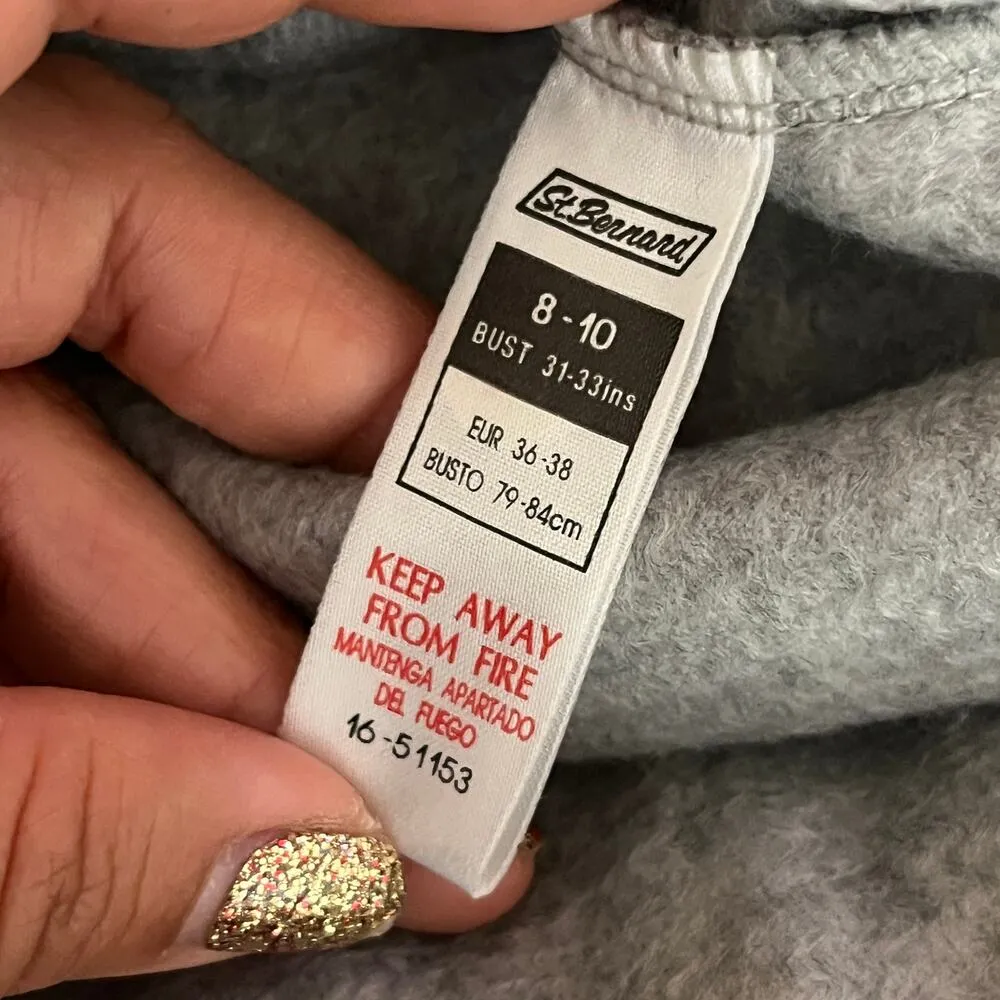 St.Bernard
8-10
BUST 31-33ins
EUR 36-38
BUSTO 79-84cm
KEEP AWAY
FROM FIRE
MANTENGA APARTADO
DEL FUEGO
16-51153